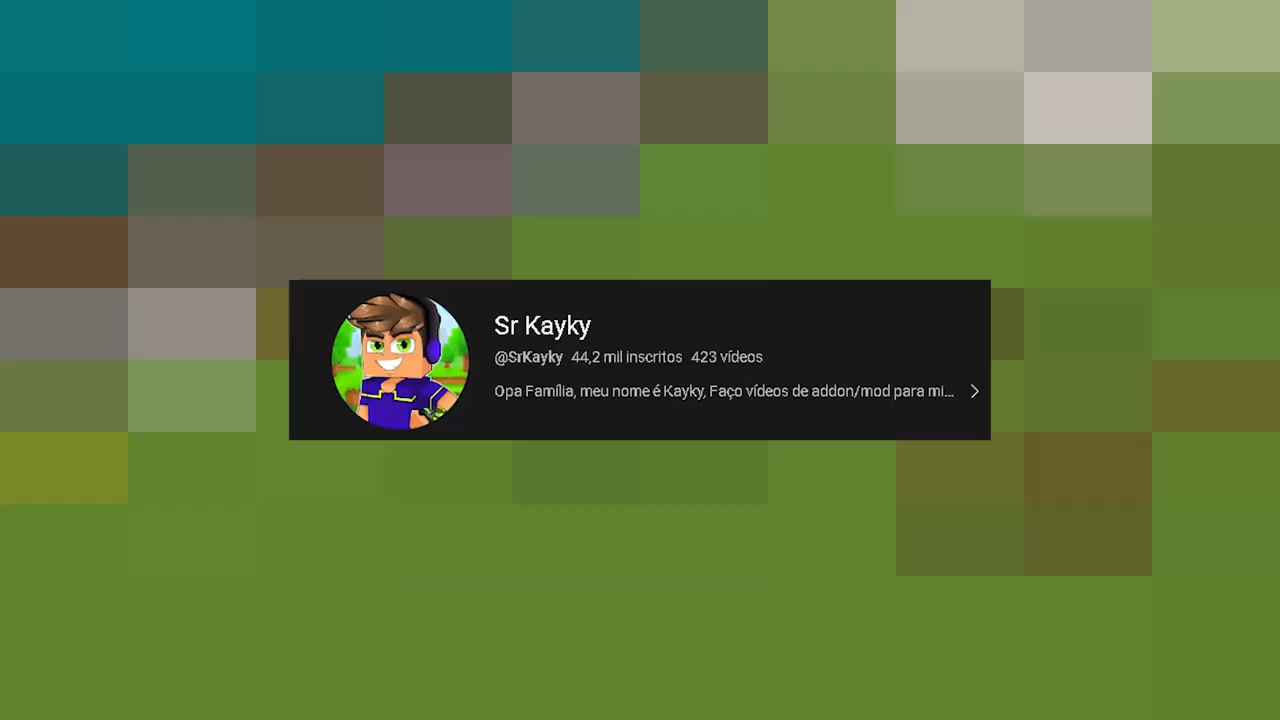 Sr Kayky
@SrKayky 44,2 mil inscritos 423 vídeos
Opa Família, meu nome é Kayky, Faço vídeos de addon/mod para mi...